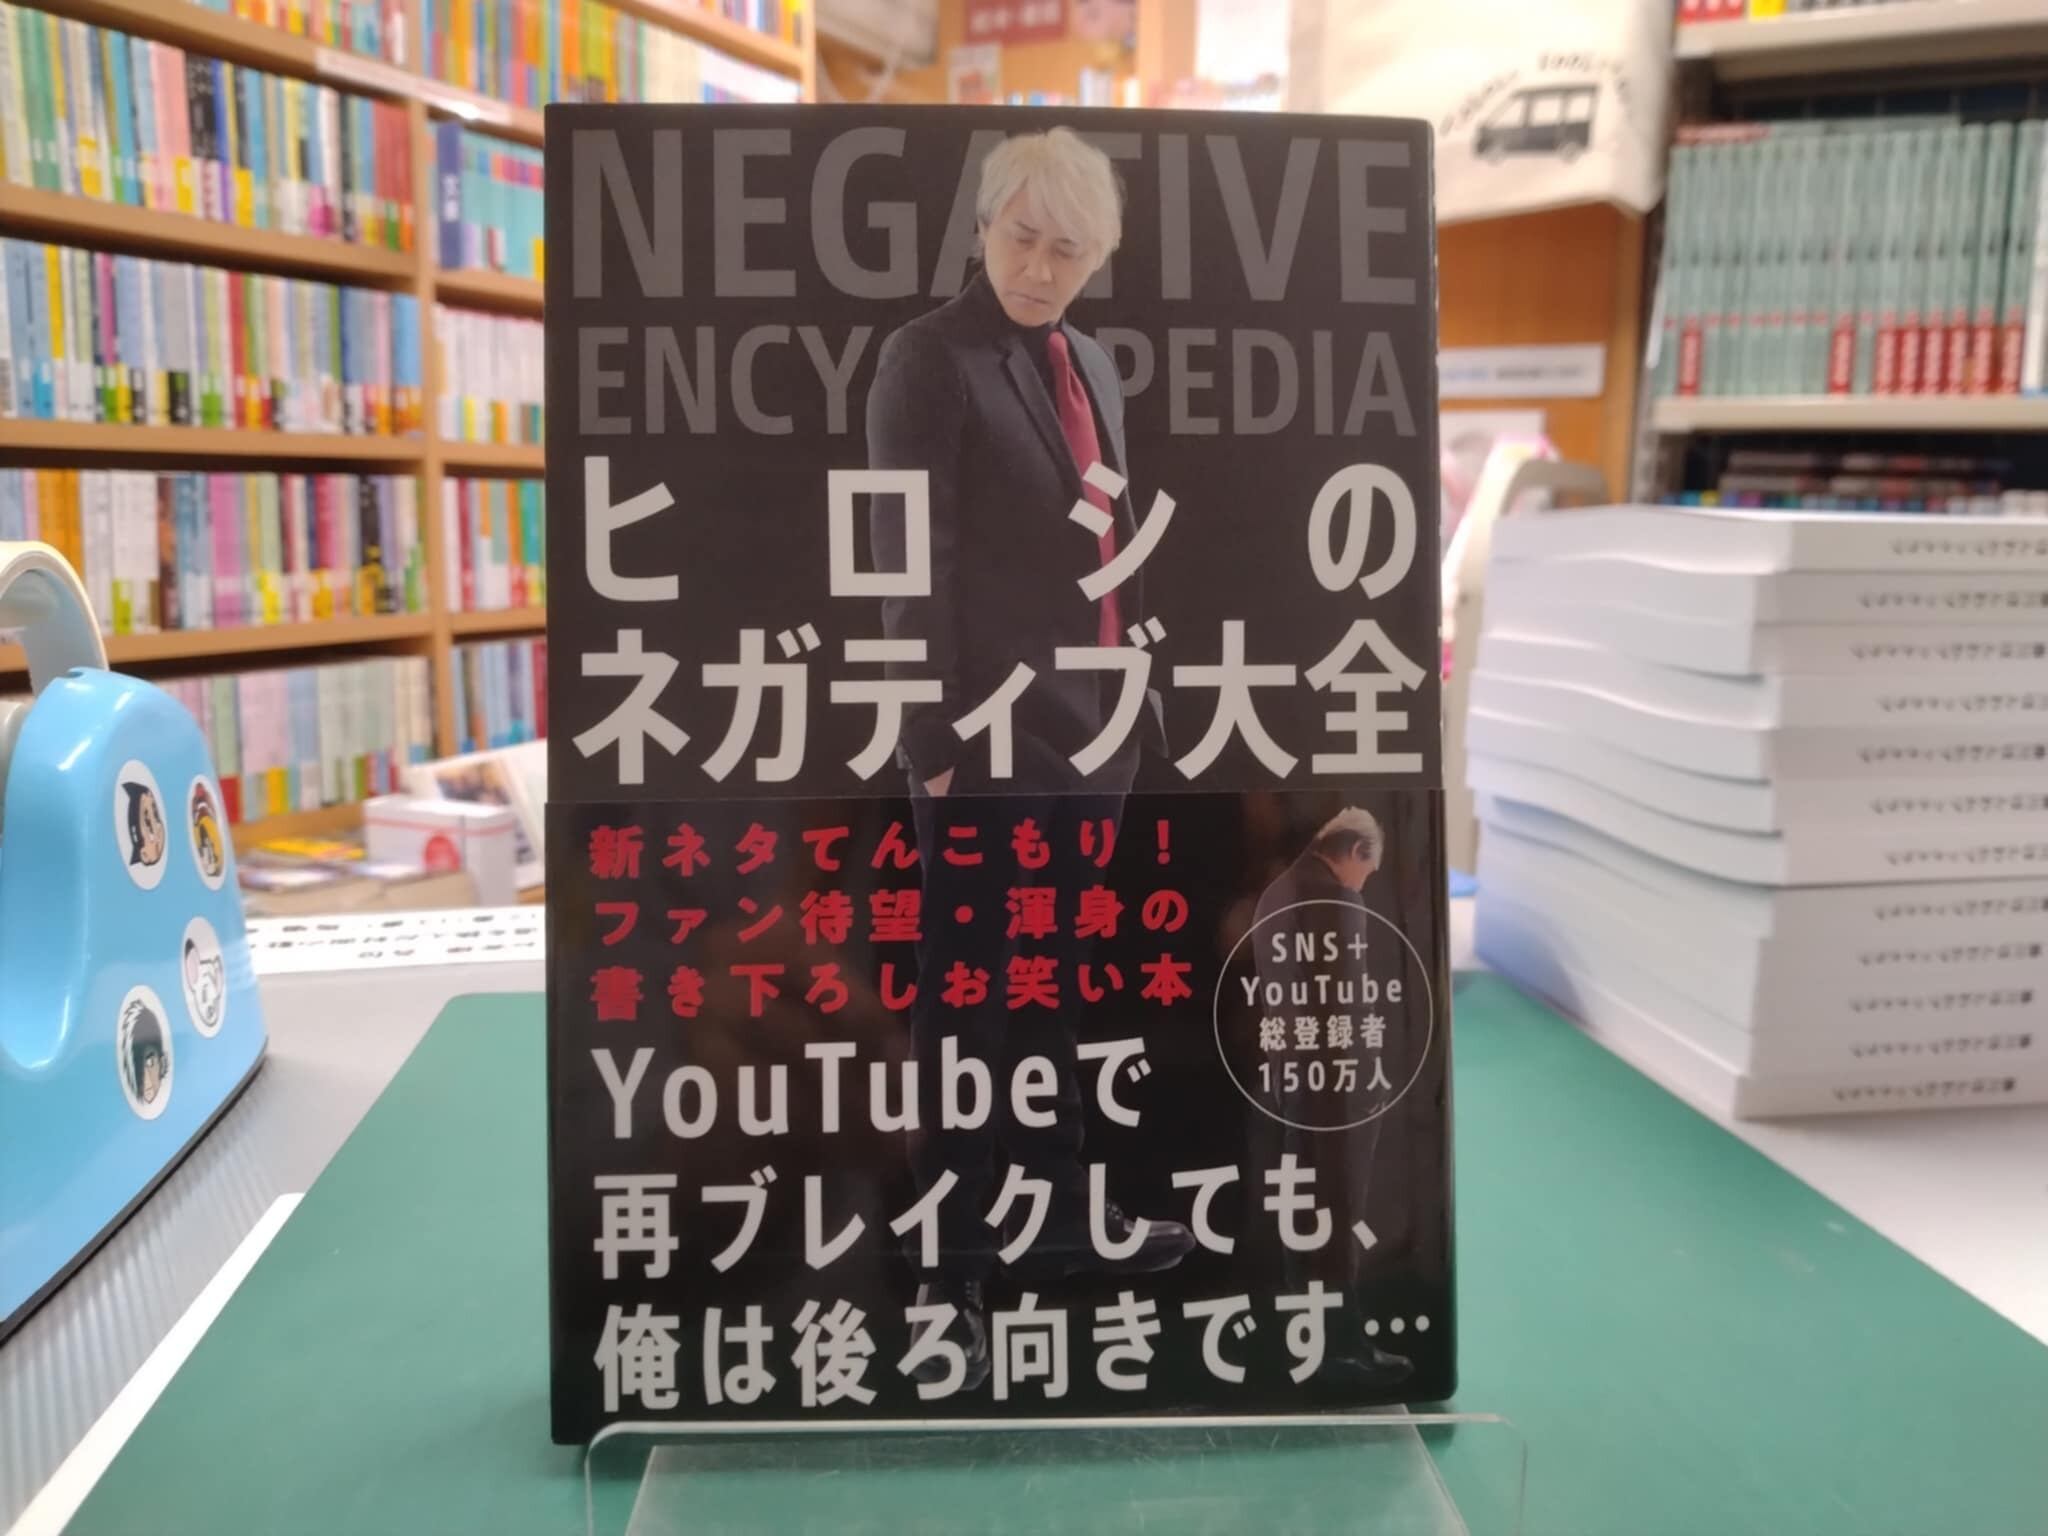 NEGATIVE
ENCYCLOPEDIA
ヒロシの
ネガティブ大全
新ネタてんこもり!
ファン待望・渾身の
書き下ろしお笑い本
SNS+
YouTube
総登録者
150万人
YouTubeで
再ブレイクしても、
俺は後ろ向きです…